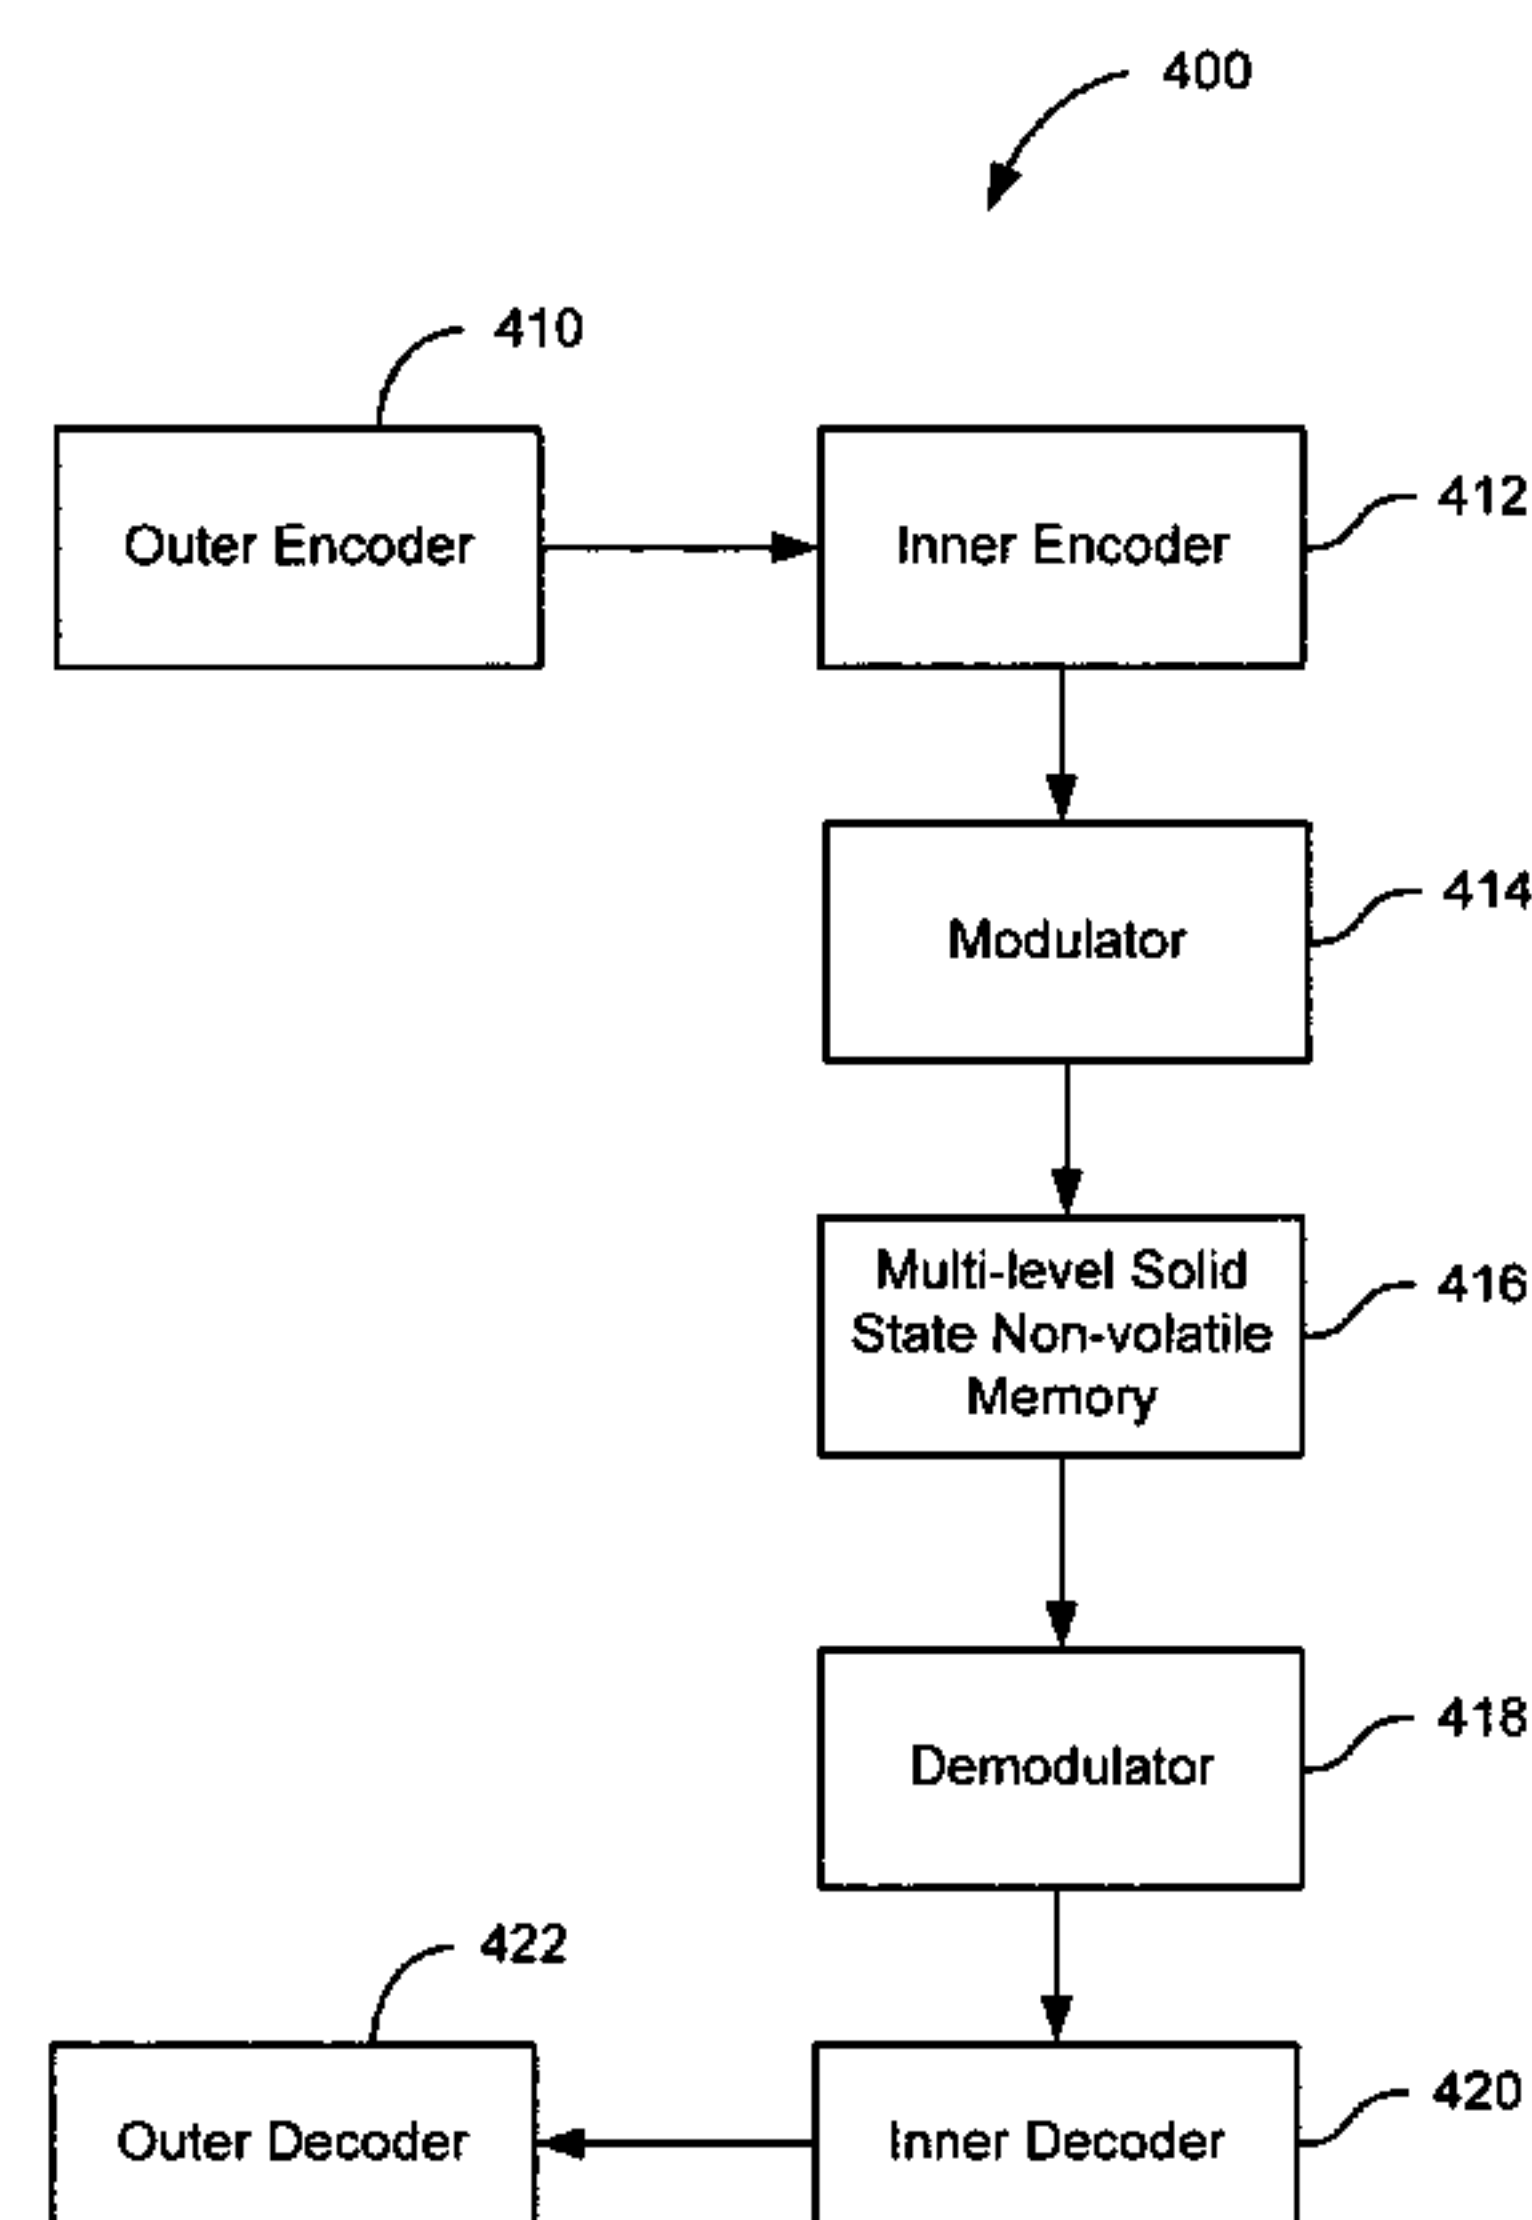 400
410
Outer Encoder
Inner Encoder
412
Modulator
414
Multi-level Solid
State Non-volatile
Memory
416
Demodulator
418
422
Outer Decoder
Inner Decoder
420